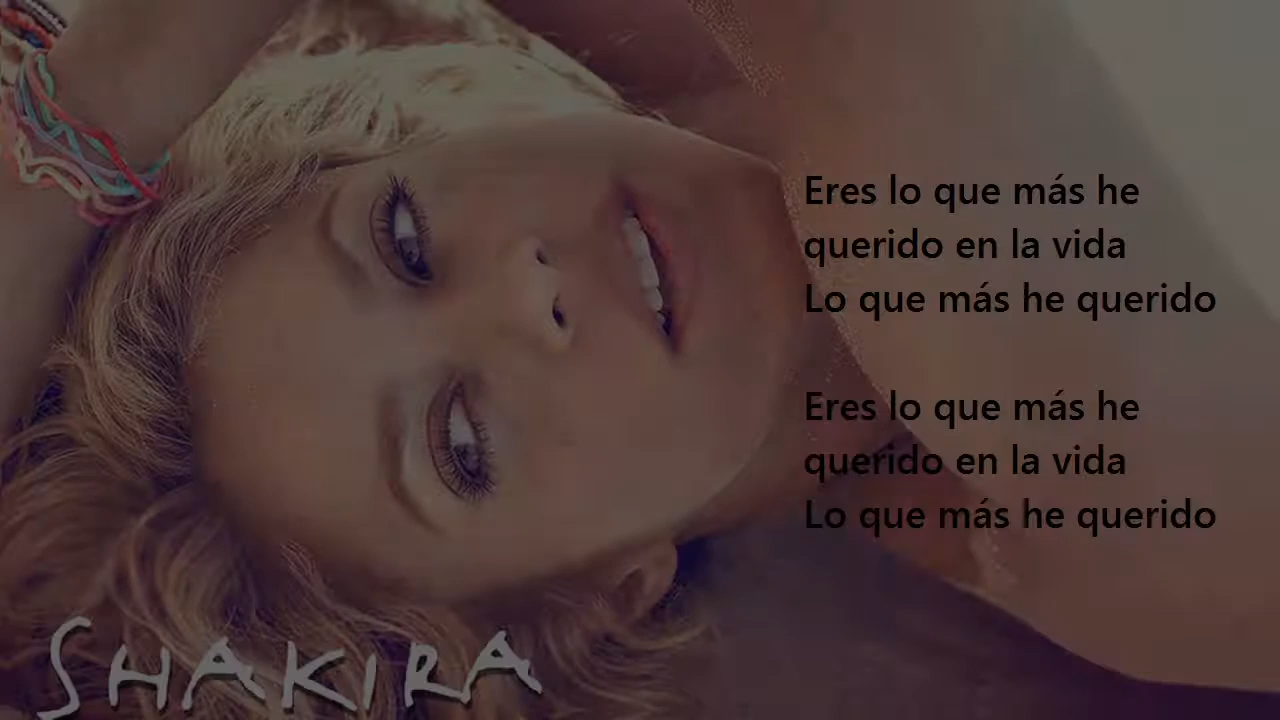 Eres lo que más he
querido en la vida
Lo que más he querido
Eres lo que más he
querido en la vida
Lo que más he querido
SHAKIRA